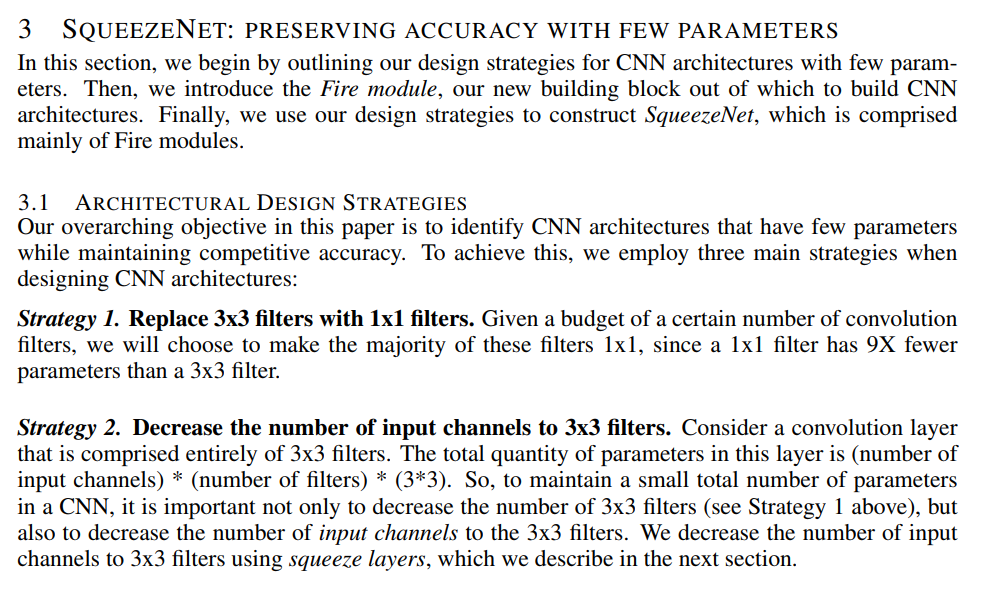 3 SQUEEZENET: PRESERVING ACCURACY WITH FEW PARAMETERS
In this section, we begin by outlining our design strategies for CNN architectures with few param-
eters. Then, we introduce the Fire module, our new building block out of which to build CNN
architectures. Finally, we use our design strategies to construct SqueezeNet, which is comprised
mainly of Fire modules.
3.1 ARCHITECTURAL DESIGN STRATEGIES
Our overarching objective in this paper is to identify CNN architectures that have few parameters
while maintaining competitive accuracy. To achieve this, we employ three main strategies when
designing CNN architectures:
Strategy 1. Replace 3x3 filters with 1x1 filters. Given a budget of a certain number of convolution
filters, we will choose to make the majority of these filters 1x1, since a 1x1 filter has 9X fewer
parameters than a 3x3 filter.
Strategy 2. Decrease the number of input channels to 3x3 filters. Consider a convolution layer
that is comprised entirely of 3x3 filters. The total quantity of parameters in this layer is (number of
input channels) * (number of filters) * (3*3). So, to maintain a small total number of parameters
in a CNN, it is important not only to decrease the number of 3x3 filters (see Strategy 1 above), but
also to decrease the number of input channels to the 3x3 filters. We decrease the number of input
channels to 3x3 filters using squeeze layers, which we describe in the next section.